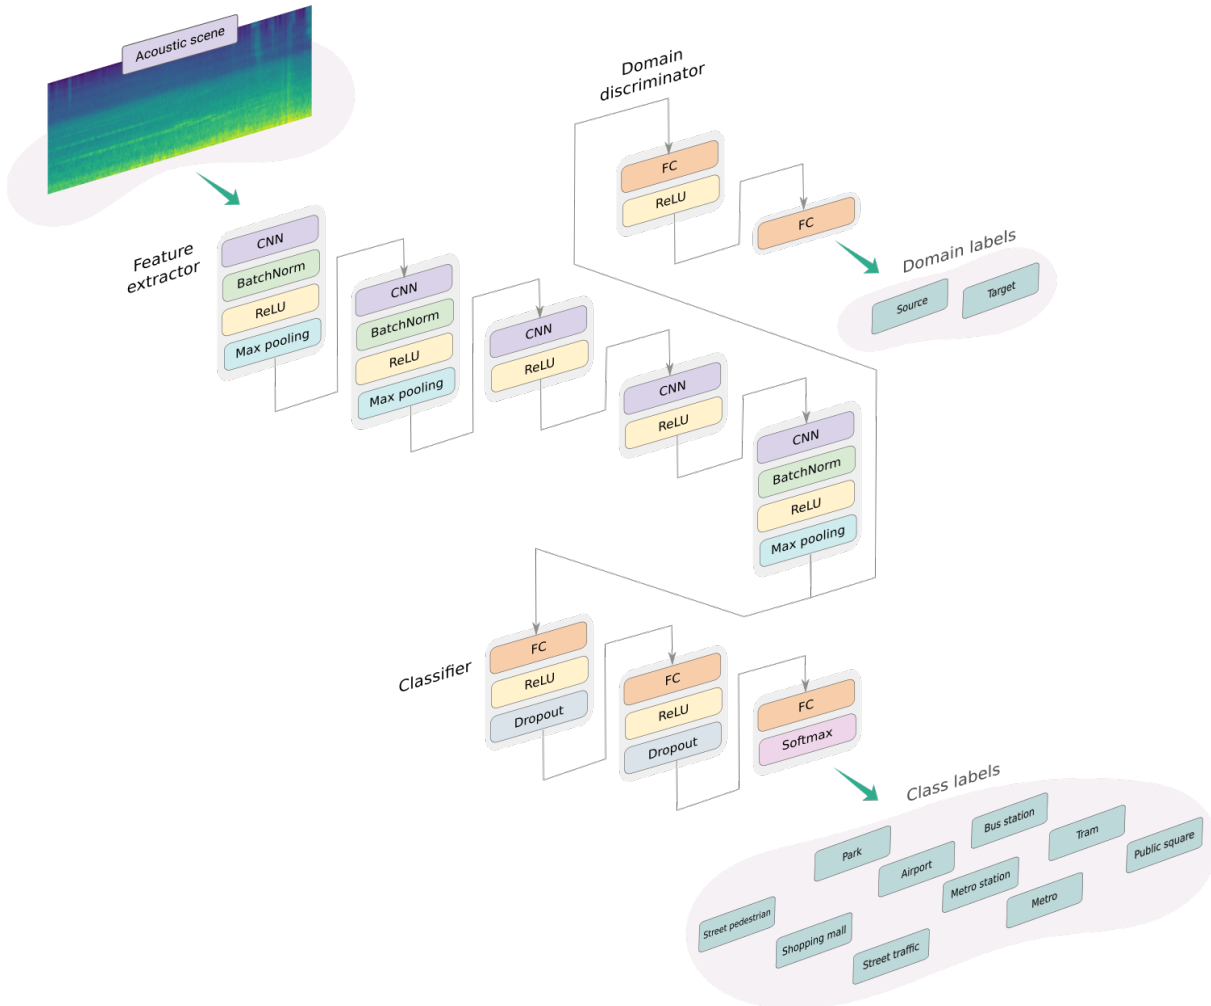 Acoustic scene
Domain
discriminator
FC
ReLU
FC
Domain labels
Source
Target
Feature
extractor
CNN
BatchNorm
ReLU
Max pooling
CNN
BatchNorm
ReLU
Max pooling
CNN
ReLU
CNN
ReLU
CNN
BatchNorm
ReLU
Max pooling
Classifier
FC
ReLU
Dropout
FC
ReLU
Dropout
FC
Softmax
Class labels
Park
Airport
Bus station
Tram
Public square
Metro station
Metro
Street pedestrian
Shopping mall
Street traffic